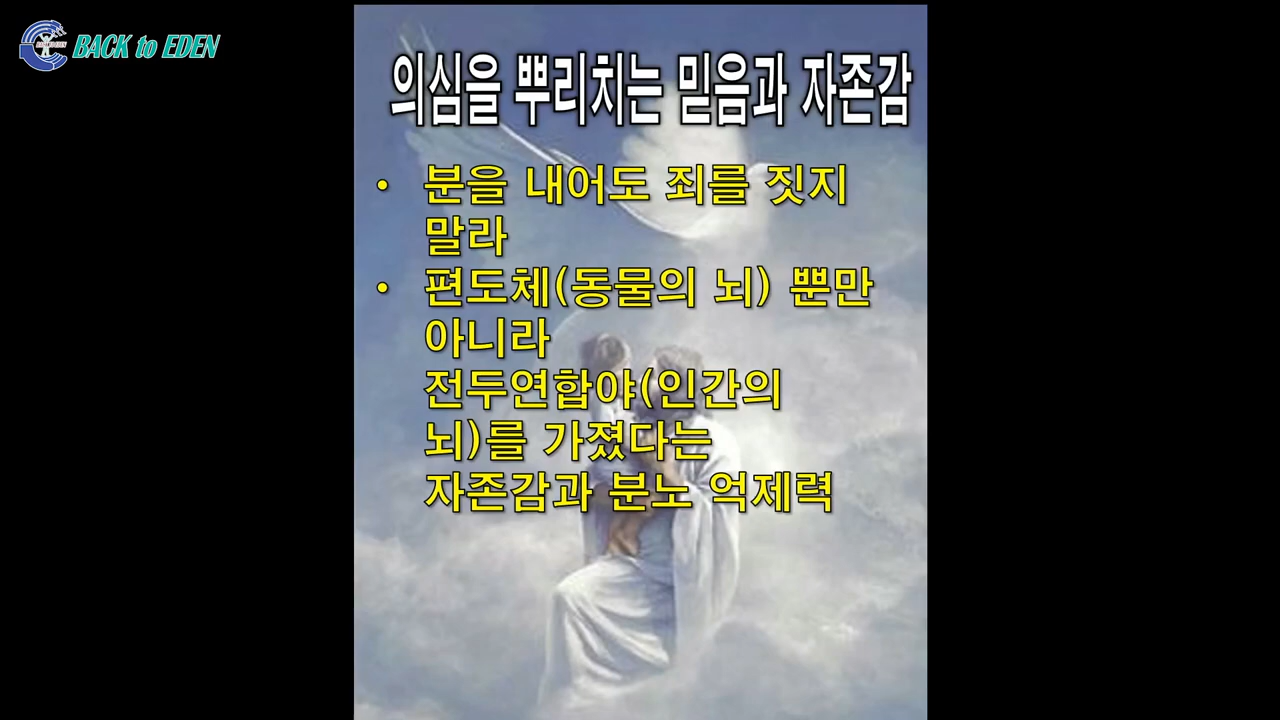 BACK to EDEN
의심을 뿌리치는 믿음과 자존감
• 분을 내어도 죄를 짓지
말라
• 편도체(동물의 뇌) 뿐만
아니라
전두연합야(인간의
뇌)를 가졌다는
자존감과 분노 억제력